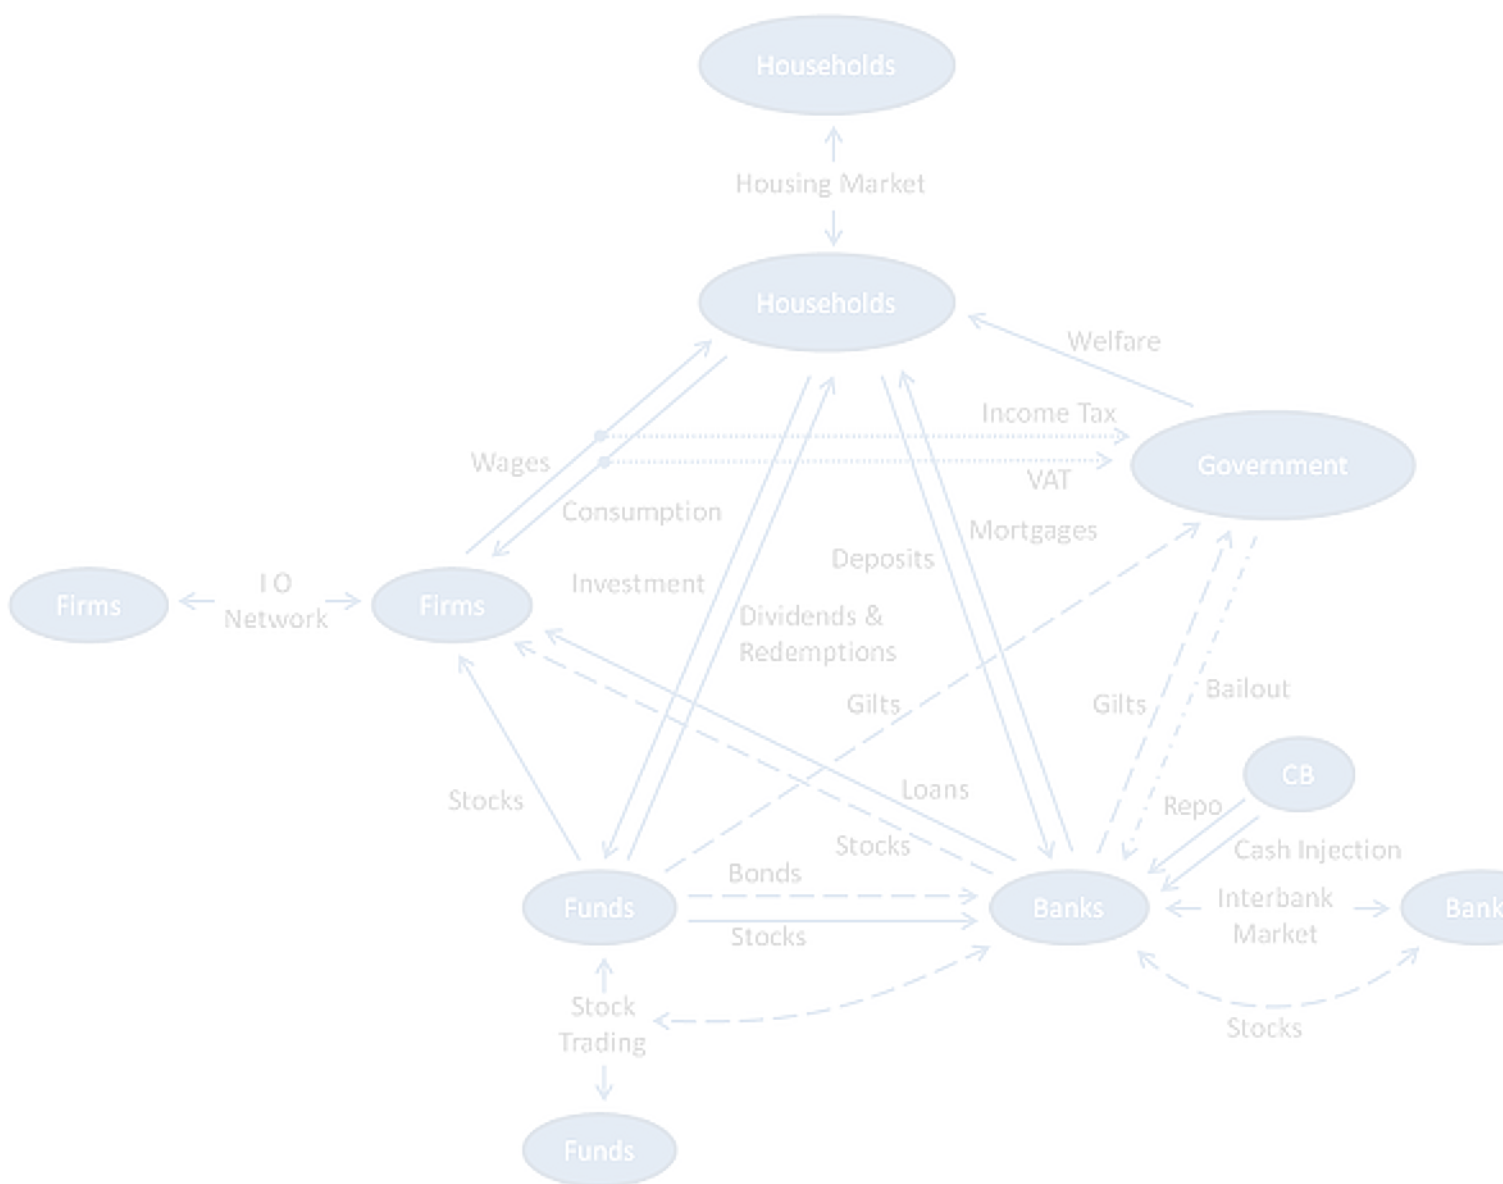 Households
Housing Market
Households
Welfare
Income Tax
Wages
Government
VAT
Consumption
Mortgages
Deposits
Investment
Firms
I O
Network
Firms
Dividends &
Redemptions
Gilts
Gilts
Bailout
CB
Stocks
Loans
Repo
Stocks
Cash Injection
Bonds
Funds
Banks
Interbank
Market
Bank
Stocks
Stock
Trading
Stocks
Funds